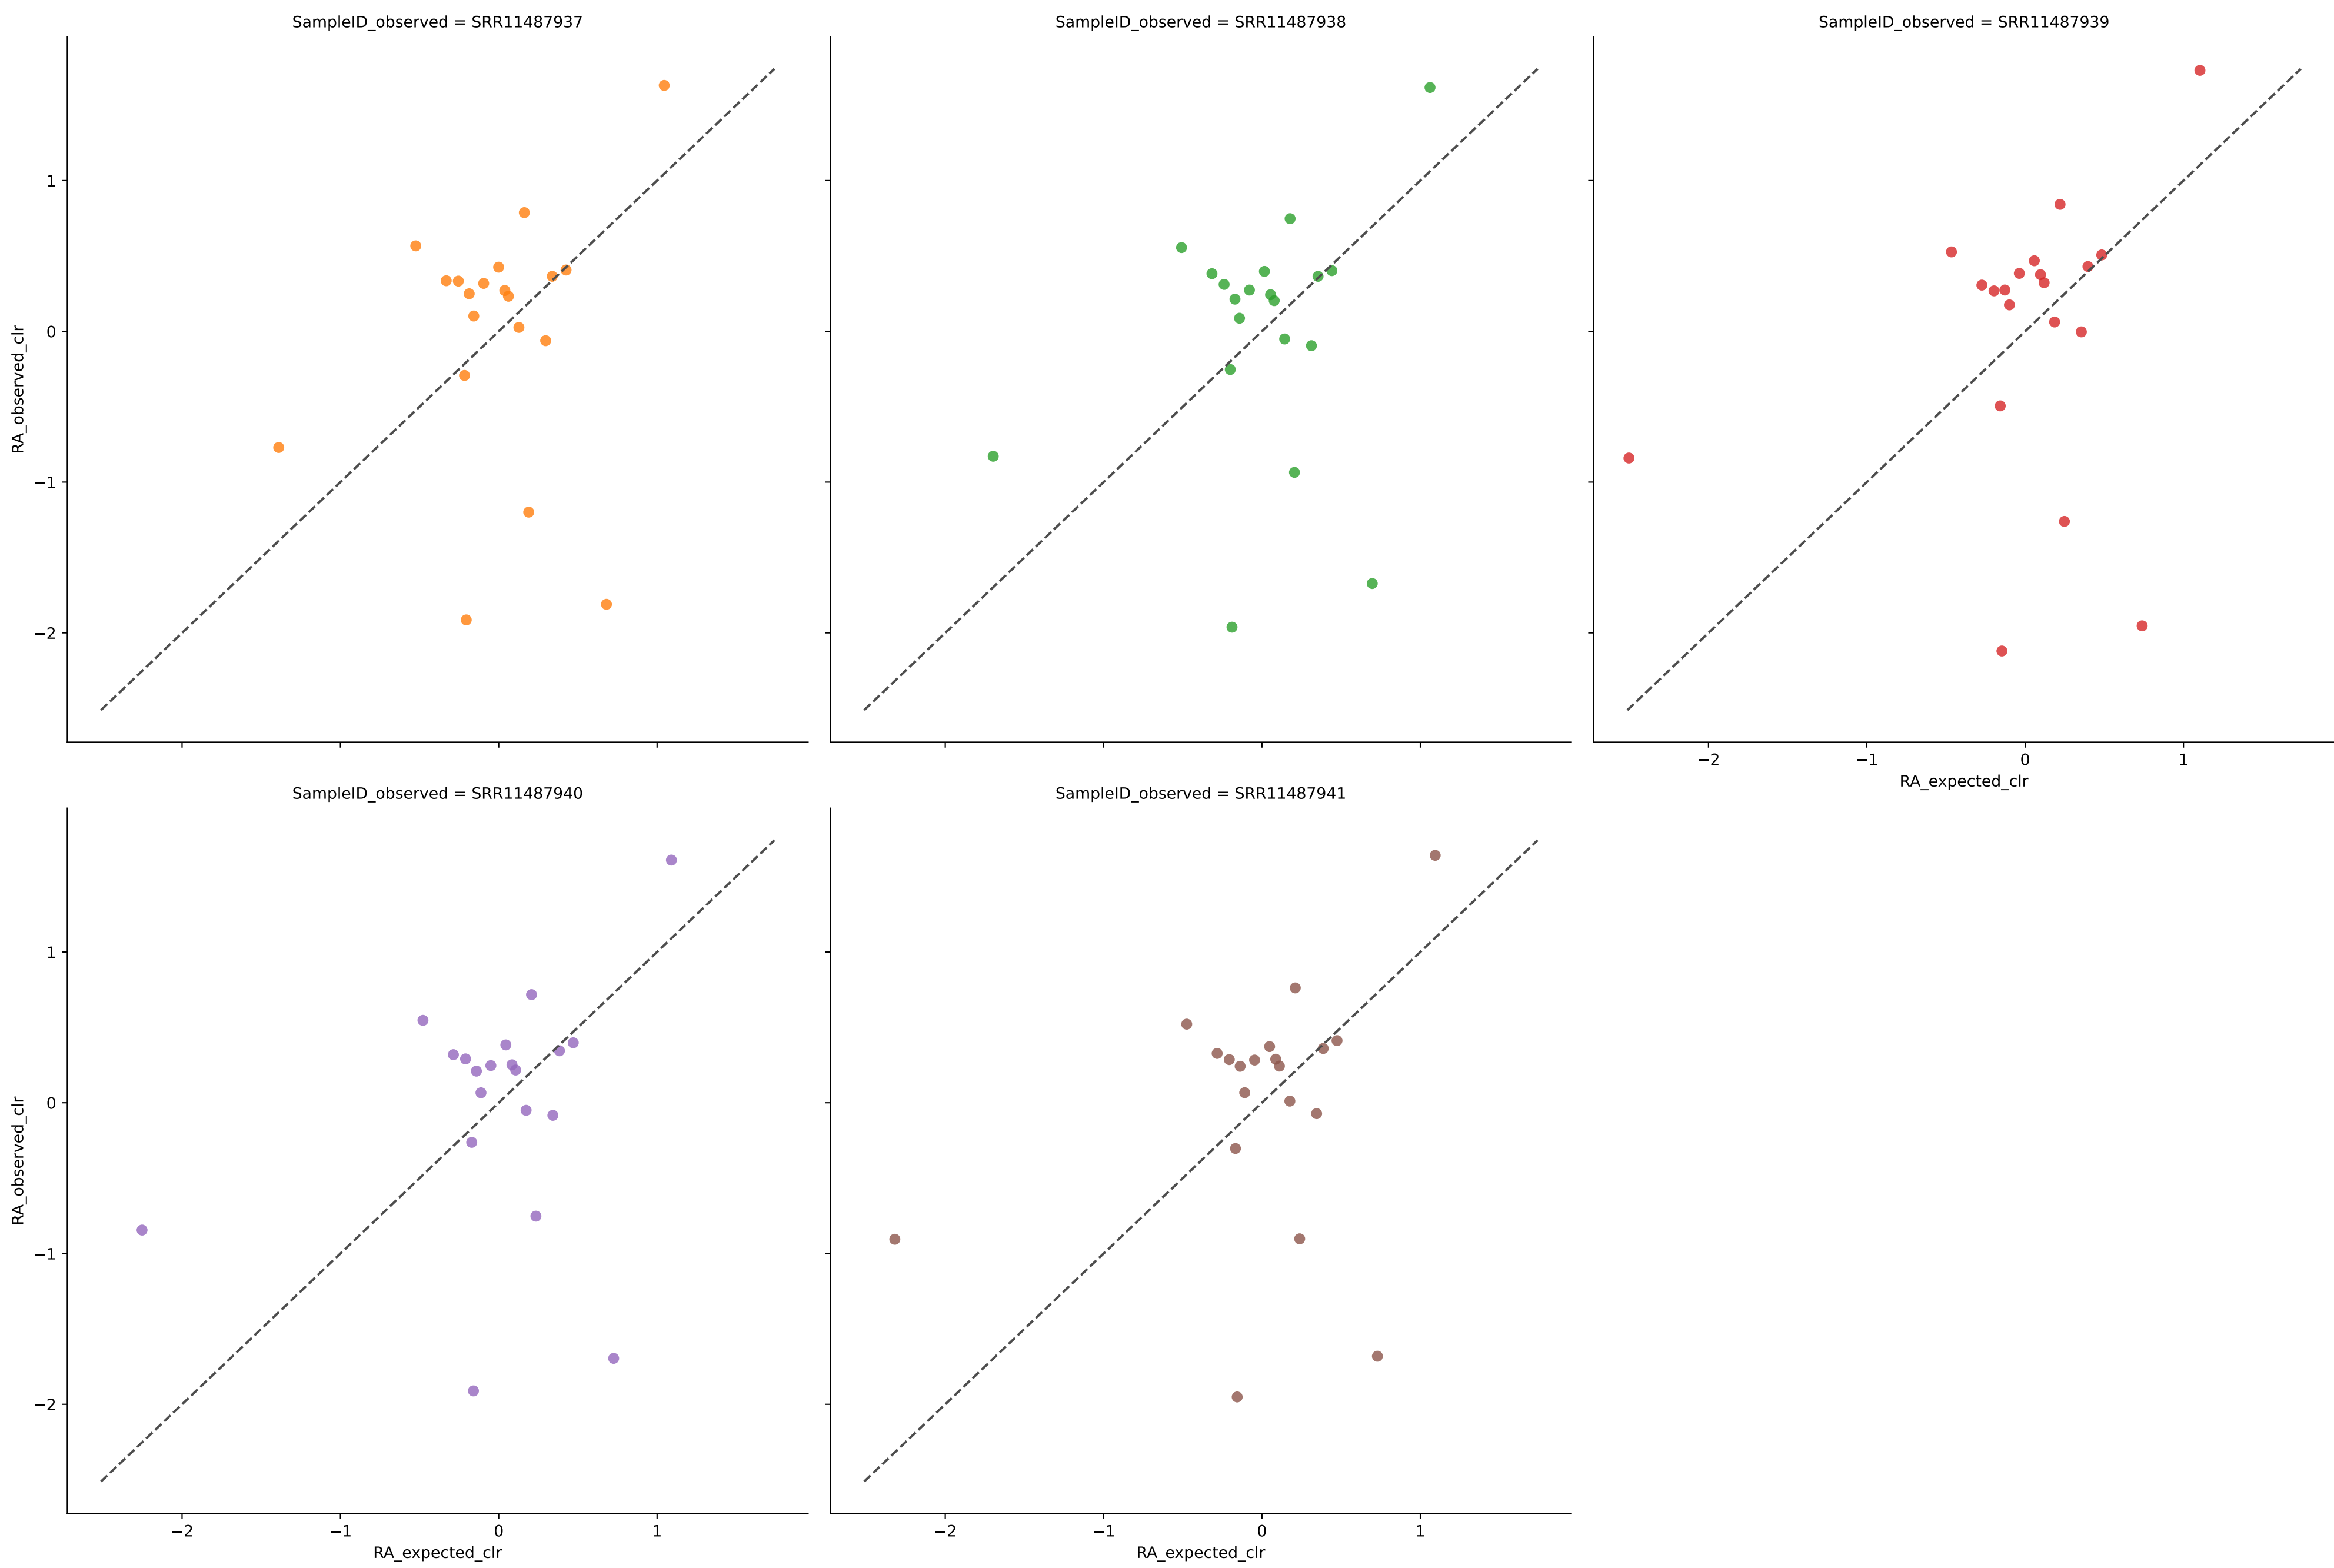 SampleID_observed = SRR11487937
SampleID_observed = SRR11487938
SampleID_observed = SRR11487939
RA_observed_clr
1
0
−1
−2
−2
−1
0
1
RA_expected_clr
SampleID_observed = SRR11487940
SampleID_observed = SRR11487941
RA_observed_clr
1
0
−1
−2
−2
−1
0
1
RA_expected_clr
−2
−1
0
1
RA_expected_clr